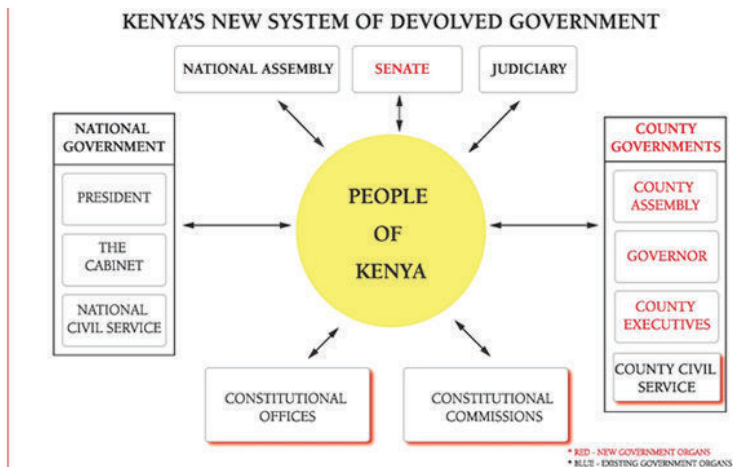 KENYA'S NEW SYSTEM OF DEVOLVED GOVERNMENT
NATIONAL ASSEMBLY
SENATE
JUDICIARY
NATIONAL
GOVERNMENT
PRESIDENT
THE
CABINET
NATIONAL
CIVIL SERVICE
PEOPLE
OF
KENYA
COUNTY
GOVERNMENTS
COUNTY
ASSEMBLY
GOVERNOR
COUNTY
EXECUTIVES
COUNTY CIVIL
SERVICE
CONSTITUTIONAL
OFFICES
CONSTITUTIONAL
COMMISSIONS
* RED - NEW GOVERNMENT ORGANS
* BLUE - EXISTING GOVERNMENT ORGANS